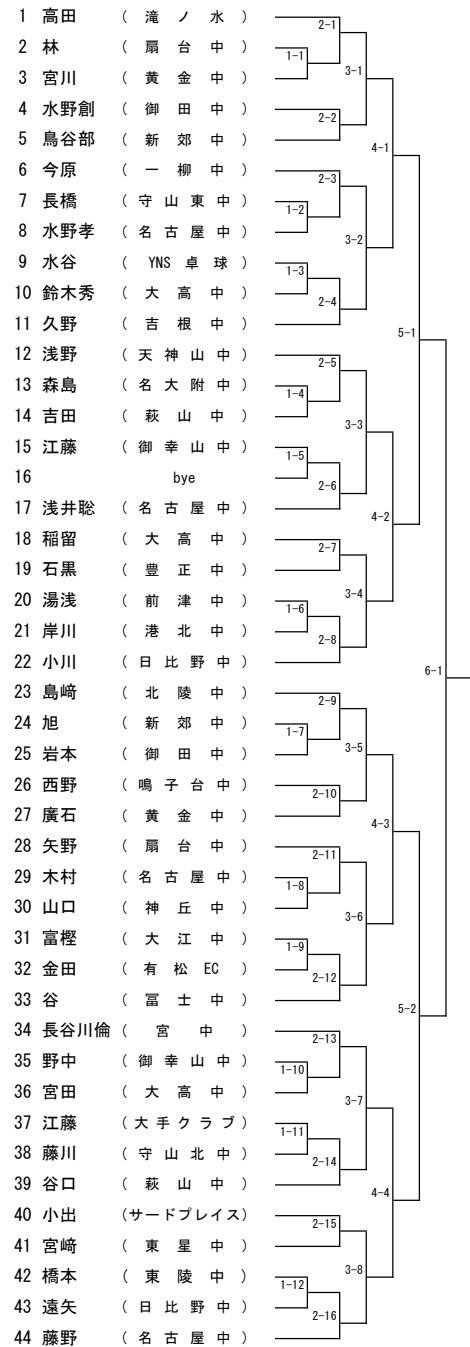 1 高田 ( 滝 ノ 水 )
2 林 ( 扇 台 中 )
3 宮川 ( 黄 金 中 )
4 水野創 ( 御 田 中 )
5 鳥谷部 ( 新 郊 中 )
6 今原 ( 一 柳 中 )
7 長橋 ( 守 山 東 中 )
8 水野孝 ( 名 古 屋 中 )
9 水谷 ( YNS 卓 球 )
10 鈴木秀 ( 大 高 中 )
11 久野 ( 吉 根 中 )
12 浅野 ( 天 神 山 中 )
13 森島 ( 名 大 附 中 )
14 吉田 ( 萩 山 中 )
15 江藤 ( 御 幸 山 中 )
16 bye
17 浅井聡 ( 名 古 屋 中 )
18 稲留 ( 大 高 中 )
19 石黒 ( 豊 正 中 )
20 湯浅 ( 前 津 中 )
21 岸川 ( 港 北 中 )
22 小川 ( 日 比 野 中 )
23 島﨑 ( 北 陵 中 )
24 旭 ( 新 郊 中 )
25 岩本 ( 御 田 中 )
26 西野 ( 鳴 子 台 中 )
27 廣石 ( 黄 金 中 )
28 矢野 ( 扇 台 中 )
29 木村 ( 名 古 屋 中 )
30 山口 ( 神 丘 中 )
31 富樫 ( 大 江 中 )
32 金田 ( 有 松 EC )
33 谷 ( 冨 士 中 )
34 長谷川倫 ( 宮 中 )
35 野中 ( 御 幸 山 中 )
36 宮田 ( 大 高 中 )
37 江藤 ( 大 手 ク ラ ブ )
38 藤川 ( 守 山 北 中 )
39 谷口 ( 萩 山 中 )
40 小出 (サードプレイス)
41 宮﨑 ( 東 星 中 )
42 橋本 ( 東 陵 中 )
43 遠矢 ( 日 比 野 中 )
44 藤野 ( 名 古 屋 中 )
1-1
1-2
1-3
1-4
1-5
1-6
1-7
1-8
1-9
1-10
1-11
1-12
2-1
2-2
2-3
2-4
2-5
2-6
2-7
2-8
2-9
2-10
2-11
2-12
2-13
2-14
2-15
2-16
3-1
3-2
3-3
3-4
3-5
3-6
3-7
3-8
4-1
4-2
4-3
4-4
5-1
5-2
6-1